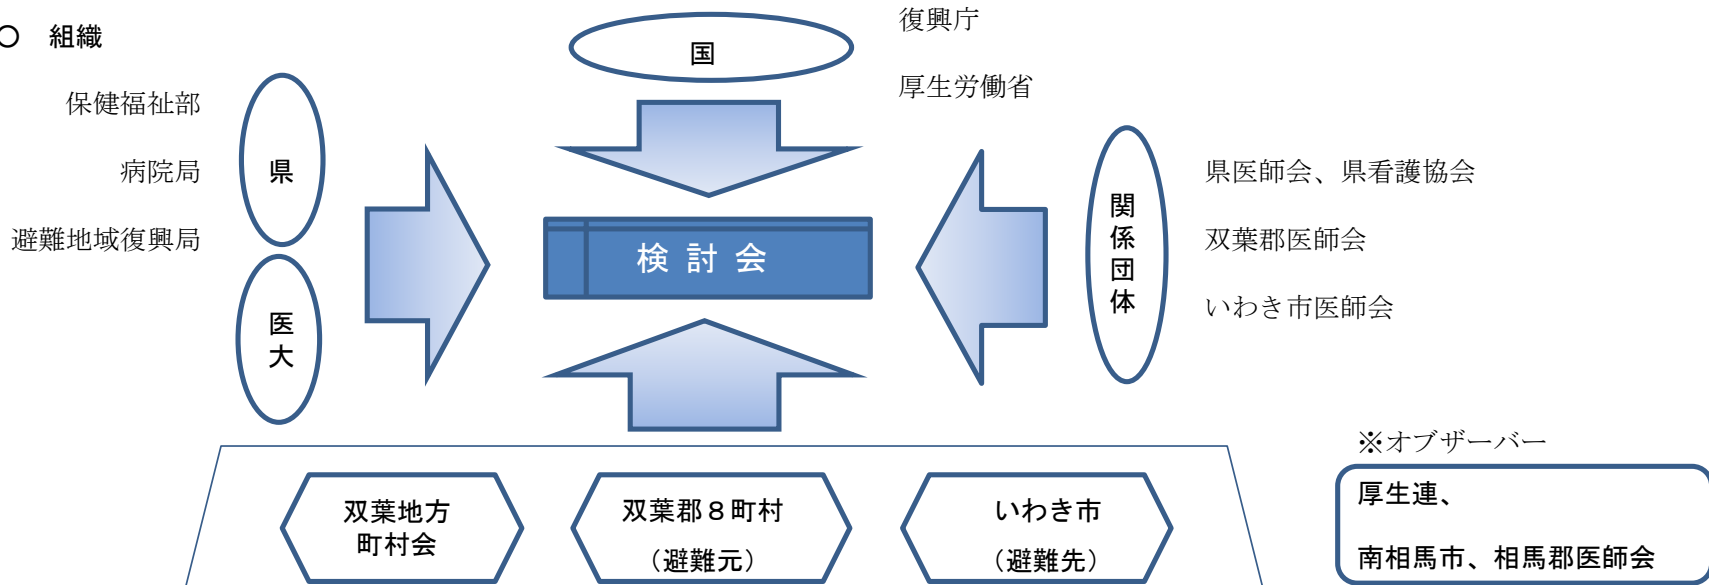 ○　組織
国
復興庁
厚生労働省
保健福祉部
病院局
避難地域復興局
県
医大
検討会
関係団体
県医師会、県看護協会
双葉郡医師会
いわき市医師会
双葉地方
町村会
双葉郡８町村
（避難元）
いわき市
（避難先）
※オブザーバー
厚生連、
南相馬市、相馬郡医師会